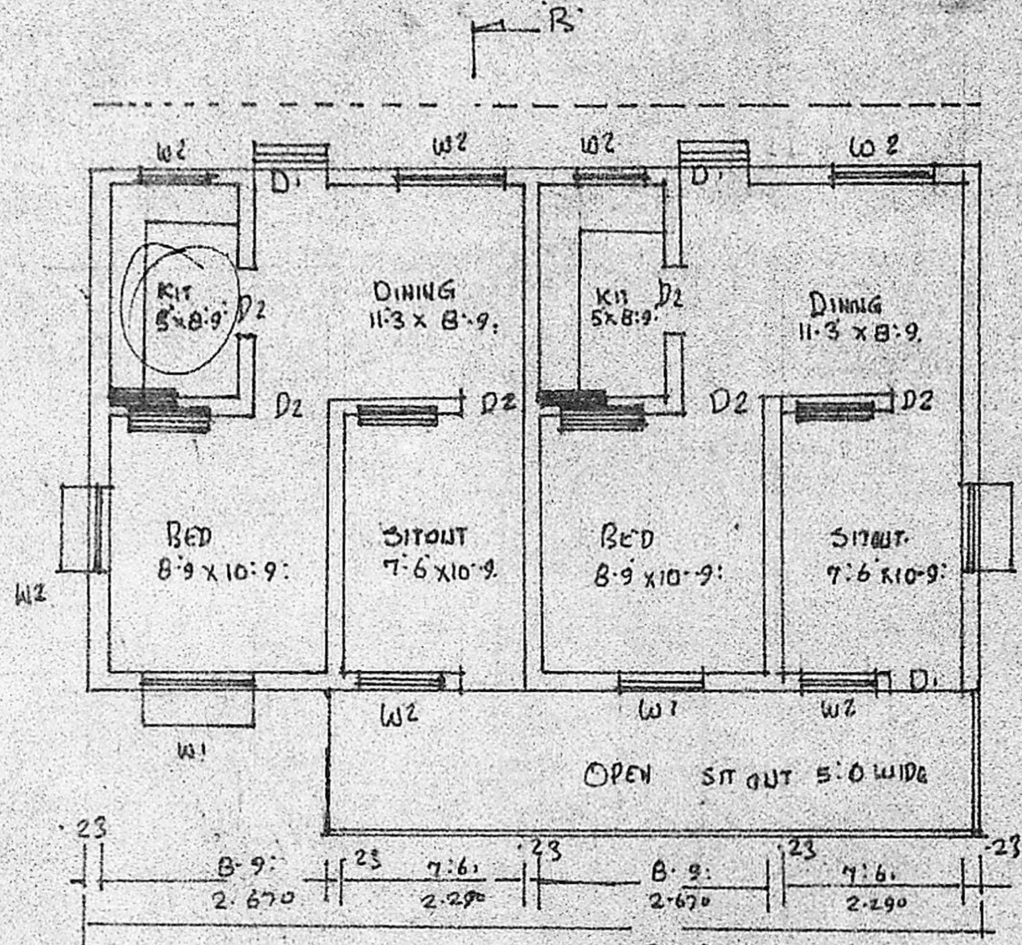 B
W2 W2 W2 W2
D1 D1
KIT
5 x 8:9:
D2
DINING
11.3 x 8.9.
KIT
5 x 8:9:
D2
DINING
11.3 x 8:9.
D2 D2 D2 D2
BED
8.9 x 10:9:
SITOUT
7:6 x 10.9.
BED
8.9 x 10.9:
SITOUT.
7:6 x 10.9:
W2
D1
W1 W2 W1 W2
OPEN SIT OUT 5:0 WIDE
.23 .23 .23 .23 .23
8.9: 7:6. 8.9: 7:6.
2.670 2.290 2.670 2.290